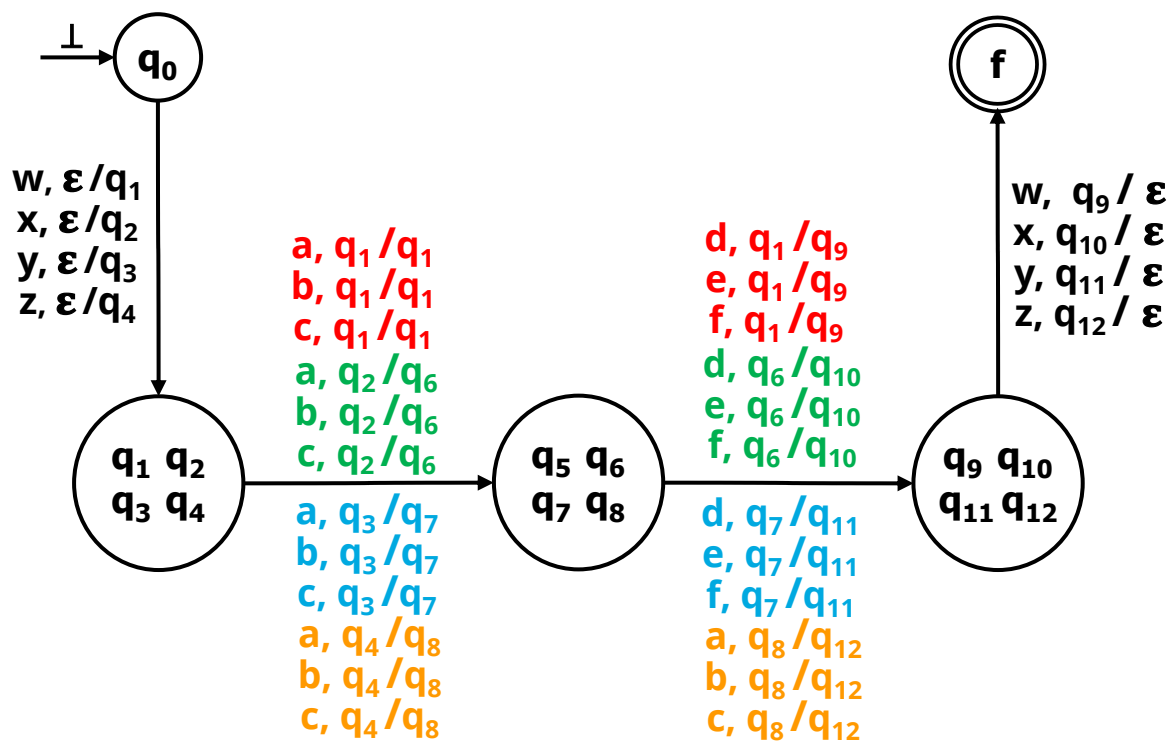 ⊥
q₀
f
w, ε/q₁
x, ε/q₂
y, ε/q₃
z, ε/q₄
a, q₁/q₁
b, q₁/q₁
c, q₁/q₁
a, q₂/q₆
b, q₂/q₆
c, q₂/q₆
a, q₃/q₇
b, q₃/q₇
c, q₃/q₇
a, q₄/q₈
b, q₄/q₈
c, q₄/q₈
d, q₁/q₉
e, q₁/q₉
f, q₁/q₉
d, q₆/q₁₀
e, q₆/q₁₀
f, q₆/q₁₀
d, q₇/q₁₁
e, q₇/q₁₁
f, q₇/q₁₁
a, q₈/q₁₂
b, q₈/q₁₂
c, q₈/q₁₂
w, q₉/ ε
x, q₁₀/ ε
y, q₁₁/ ε
z, q₁₂/ ε
q₁ q₂
q₃ q₄
q₅ q₆
q₇ q₈
q₉ q₁₀
q₁₁ q₁₂